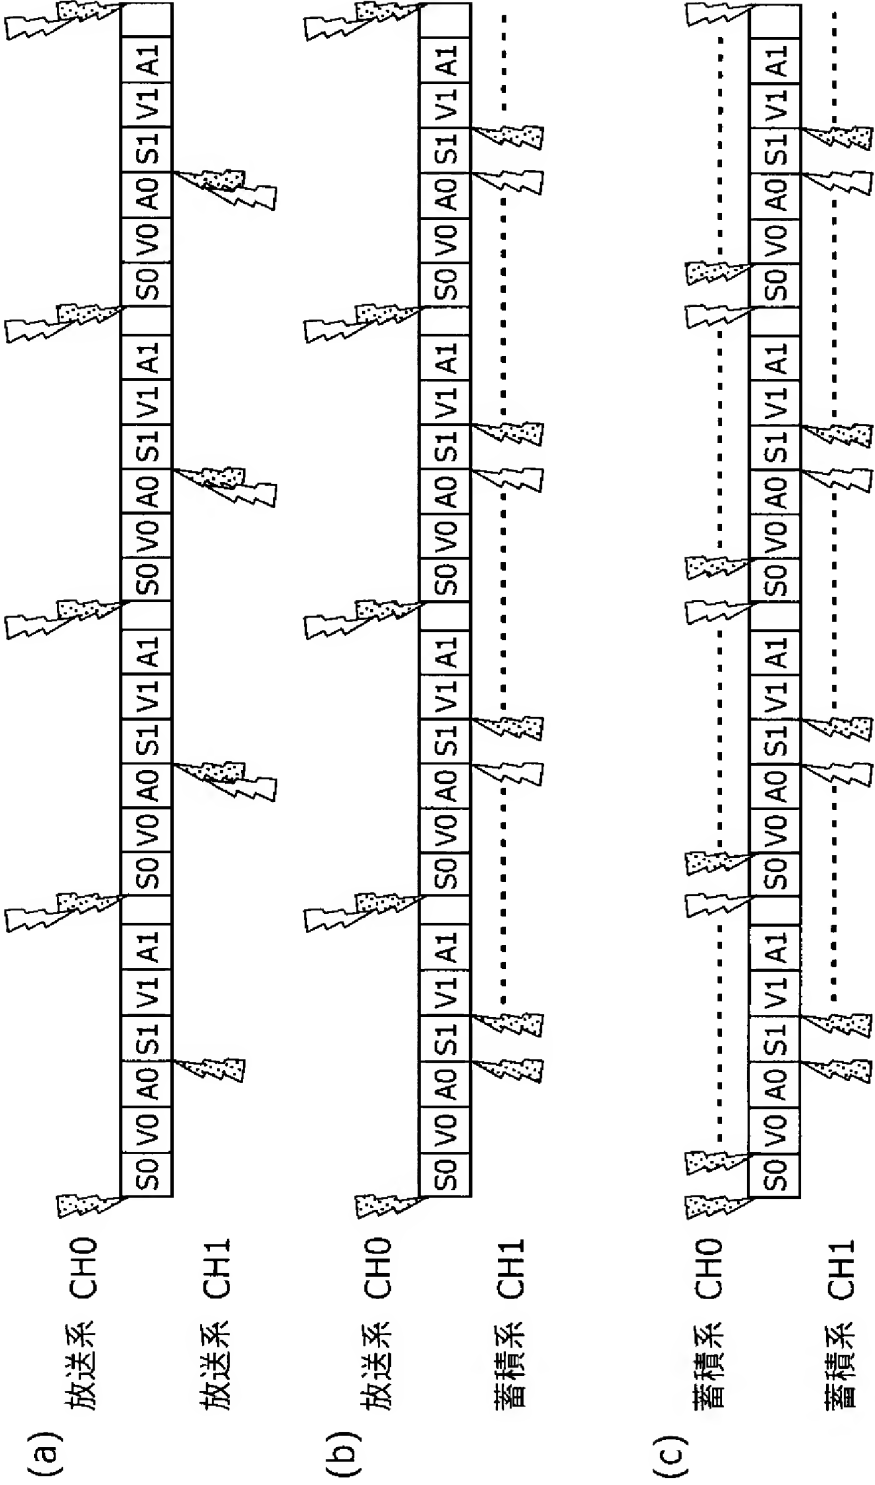 (a)
放送系 CH0
S0 V0 A0 S1 V1 A1 S0 V0 A0 S1 V1 A1 S0 V0 A0 S1 V1 A1 S0 V0 A0 S1 V1 A1
放送系 CH1
(b)
放送系 CH0
S0 V0 A0 S1 V1 A1 S0 V0 A0 S1 V1 A1 S0 V0 A0 S1 V1 A1 S0 V0 A0 S1 V1 A1
蓄積系 CH1
(c)
蓄積系 CH0
S0 V0 A0 S1 V1 A1 S0 V0 A0 S1 V1 A1 S0 V0 A0 S1 V1 A1 S0 V0 A0 S1 V1 A1
蓄積系 CH1